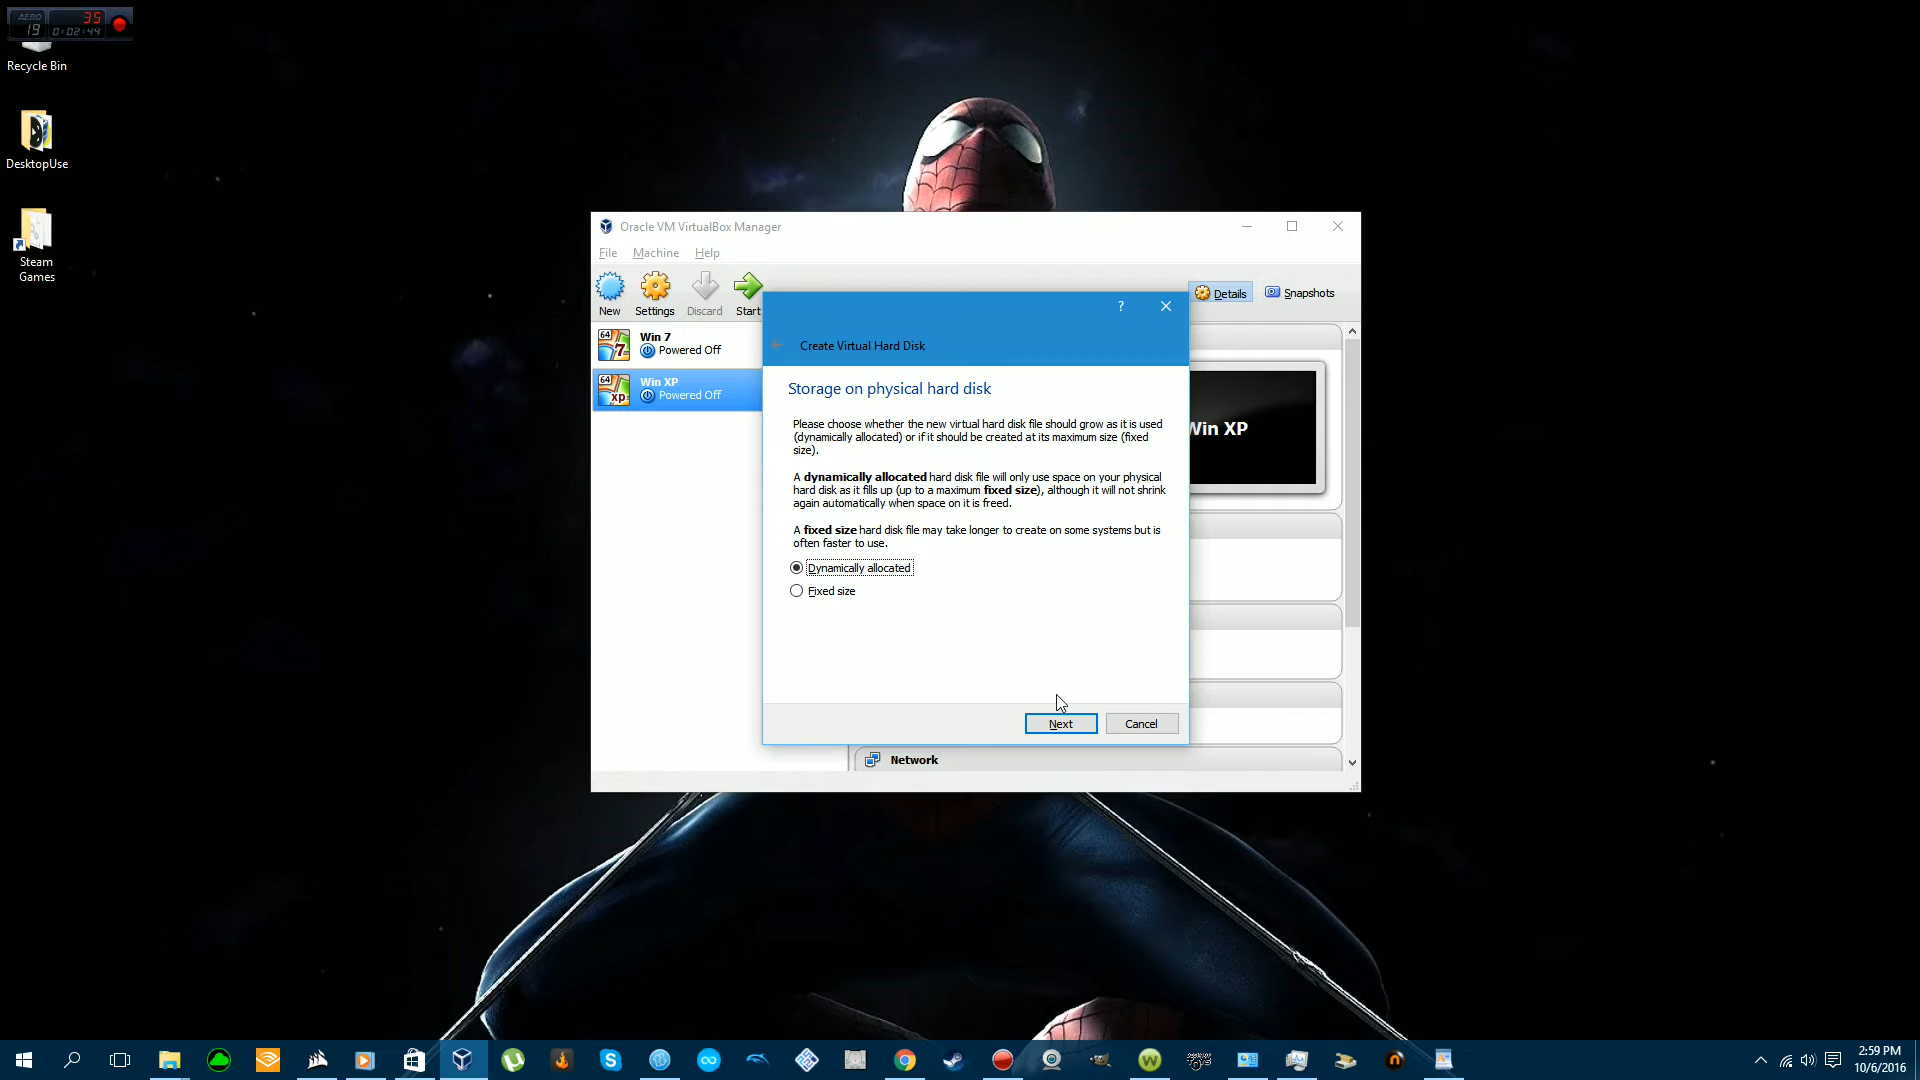 AERO
19
35
0:02:44
Recycle Bin
DesktopUse
Steam
Games
Oracle VM VirtualBox Manager
File Machine Help
New Settings Discard Start
Details Snapshots
64
7
Win 7
Powered Off
64
xp
Win XP
Powered Off
Win XP
?
Create Virtual Hard Disk
Storage on physical hard disk
Please choose whether the new virtual hard disk file should grow as it is used
(dynamically allocated) or if it should be created at its maximum size (fixed
size).
A dynamically allocated hard disk file will only use space on your physical
hard disk as it fills up (up to a maximum fixed size), although it will not shrink
again automatically when space on it is freed.
A fixed size hard disk file may take longer to create on some systems but is
often faster to use.
Dynamically allocated
Fixed size
Next Cancel
Network
2:59 PM
10/6/2016